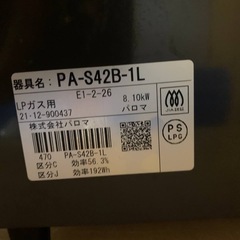 器具名: PA-S42B-1L
E1-2-26
LPガス用 8.10kW
21·12-900437 パロマ
株式会社パロマ
470 PA-S42B-1L
区分C 効率56.3%
区分J 効率192Wh
PS
LPG